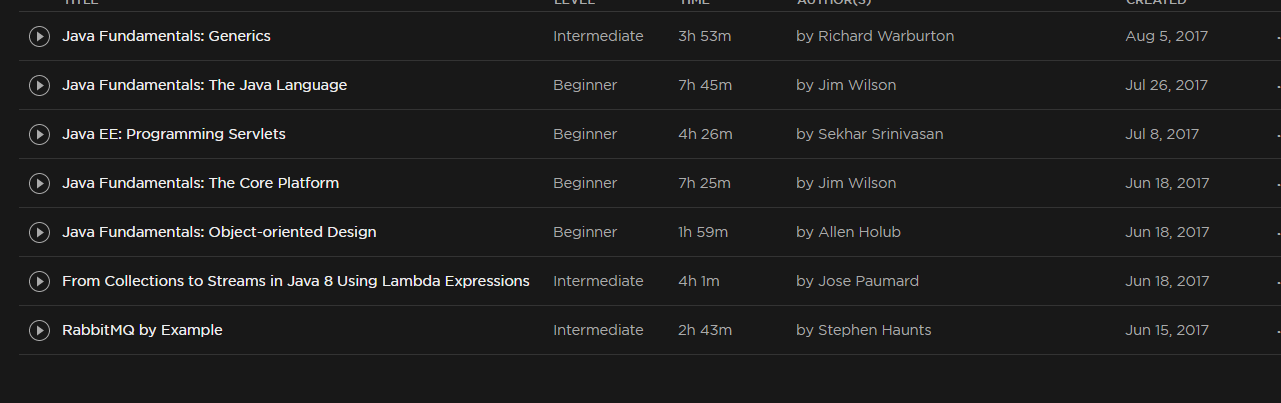 TITLE LEVEL TIME AUTHOR(S) CREATED
Java Fundamentals: Generics Intermediate 3h 53m by Richard Warburton Aug 5, 2017
Java Fundamentals: The Java Language Beginner 7h 45m by Jim Wilson Jul 26, 2017
Java EE: Programming Servlets Beginner 4h 26m by Sekhar Srinivasan Jul 8, 2017
Java Fundamentals: The Core Platform Beginner 7h 25m by Jim Wilson Jun 18, 2017
Java Fundamentals: Object-oriented Design Beginner 1h 59m by Allen Holub Jun 18, 2017
From Collections to Streams in Java 8 Using Lambda Expressions Intermediate 4h 1m by Jose Paumard Jun 18, 2017
RabbitMQ by Example Intermediate 2h 43m by Stephen Haunts Jun 15, 2017